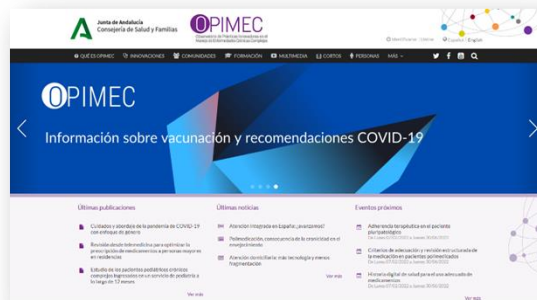 Junta de Andalucía
Consejería de Salud y Familias
OPIMEC
Observatorio de Prácticas Innovadoras en el
Manejo de Enfermedades Crónicas Complejas
Español English
QUÉ ES OPIMEC INNOVACIONES COMUNIDADES FORMACIÓN MULTIMEDIA CORTOS PERSONAS MÁS
OPIMEC
Información sobre vacunación y recomendaciones COVID-19
Últimas publicaciones
Cuidados y abordaje de la pandemia de COVID-19
con enfoque de género
Revisión desde telemedicina para optimizar la
prescripción de medicamentos a personas mayores
en residencias
Estudio de los pacientes pediátricos crónicos
complejos ingresados en un servicio de pediatría a
lo largo de 12 meses
Ver más
Últimas noticias
Atención integrada en España: ¿avanzamos?
Polimedicación, consecuencia de la cronicidad en el
envejecimiento
Atención domiciliaria: más tecnología y menos
fragmentación
Ver más
Eventos próximos
Adherencia terapéutica en el paciente
pluripatológico
Criterios de adecuación y revisión estructurada de
la medicación en pacientes polimedicados
Historia digital de salud para el uso adecuado de
medicamentos
Ver más